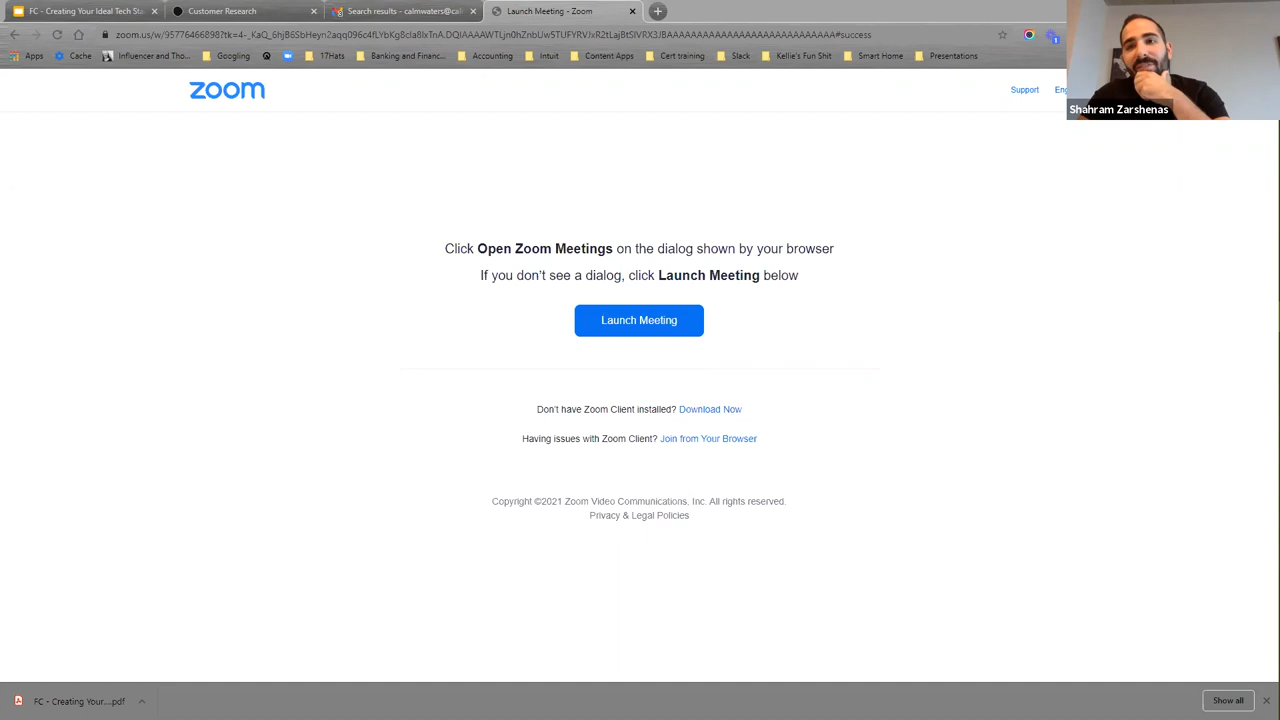 FC - Creating Your Ideal Tech Sta
Customer Research
Search results - calmwaters@cal
Launch Meeting - Zoom
Apps
Cache
Influencer and Thou
Googling
17Hats
Banking and Financ...
Accounting
Intuit
Content Apps
Cert training
Slack
Kellie's Fun Shit
Smart Home
Presentations
zoom
Support
Shahram Zarshenas
Click Open Zoom Meetings on the dialog shown by your browser
If you don't see a dialog, click Launch Meeting below
Launch Meeting
Don't have Zoom Client installed? Download Now
Having issues with Zoom Client? Join from Your Browser
Copyright ©2021 Zoom Video Communications, Inc. All rights reserved.
Privacy & Legal Policies
FC - Creating Your....pdf
Show all